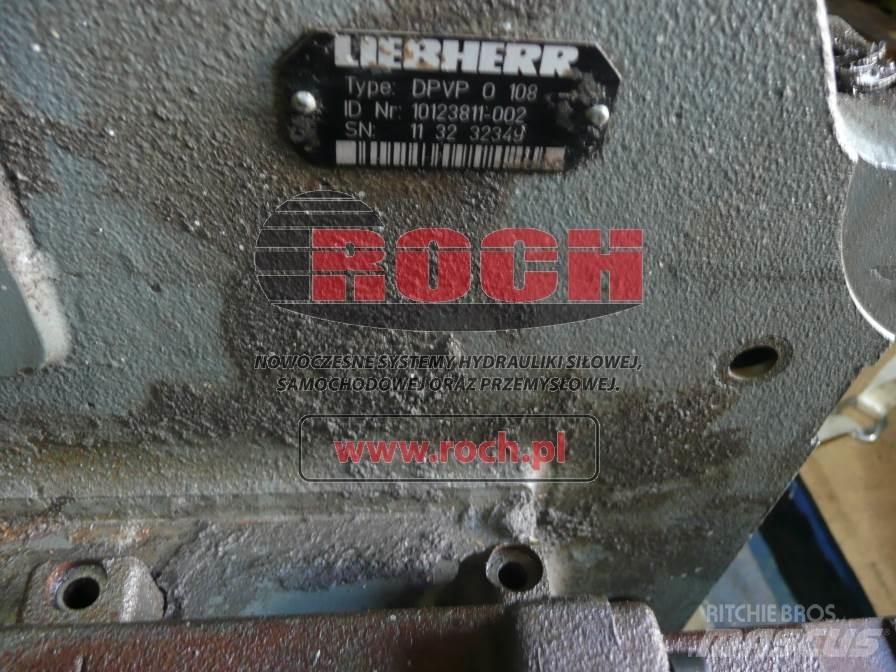 LIEBHERR
Type: DPVP O 108
ID Nr: 10123811-002
SN: 11 32 32349
ROCH
NOWOCZESNE SYSTEMY HYDRAULIKI SIŁOWEJ,
SAMOCHODOWEJ ORAZ PRZEMYSŁOWEJ.
www.roch.pl
RITCHIE BROS.
MASCUS